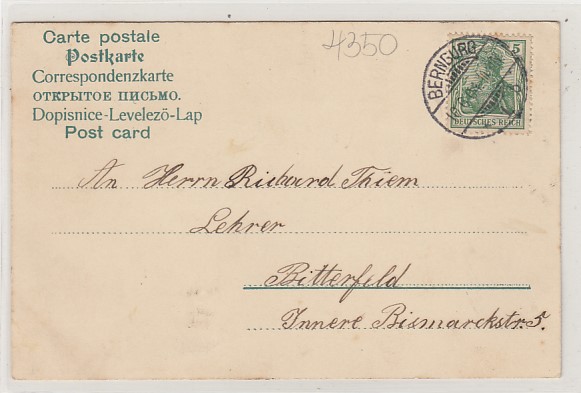 Carte postale
Postkarte
Correspondenzkarte
ОТКРЫТОЕ ПИСЬМО.
Dopisnice-Levelező-Lap
Post card
4350
BERNBURG
5
DEUTSCHES REICH
An Herrn Richard Thiem
Lehrer
Bitterfeld
Innere Bismarckstr. 5.